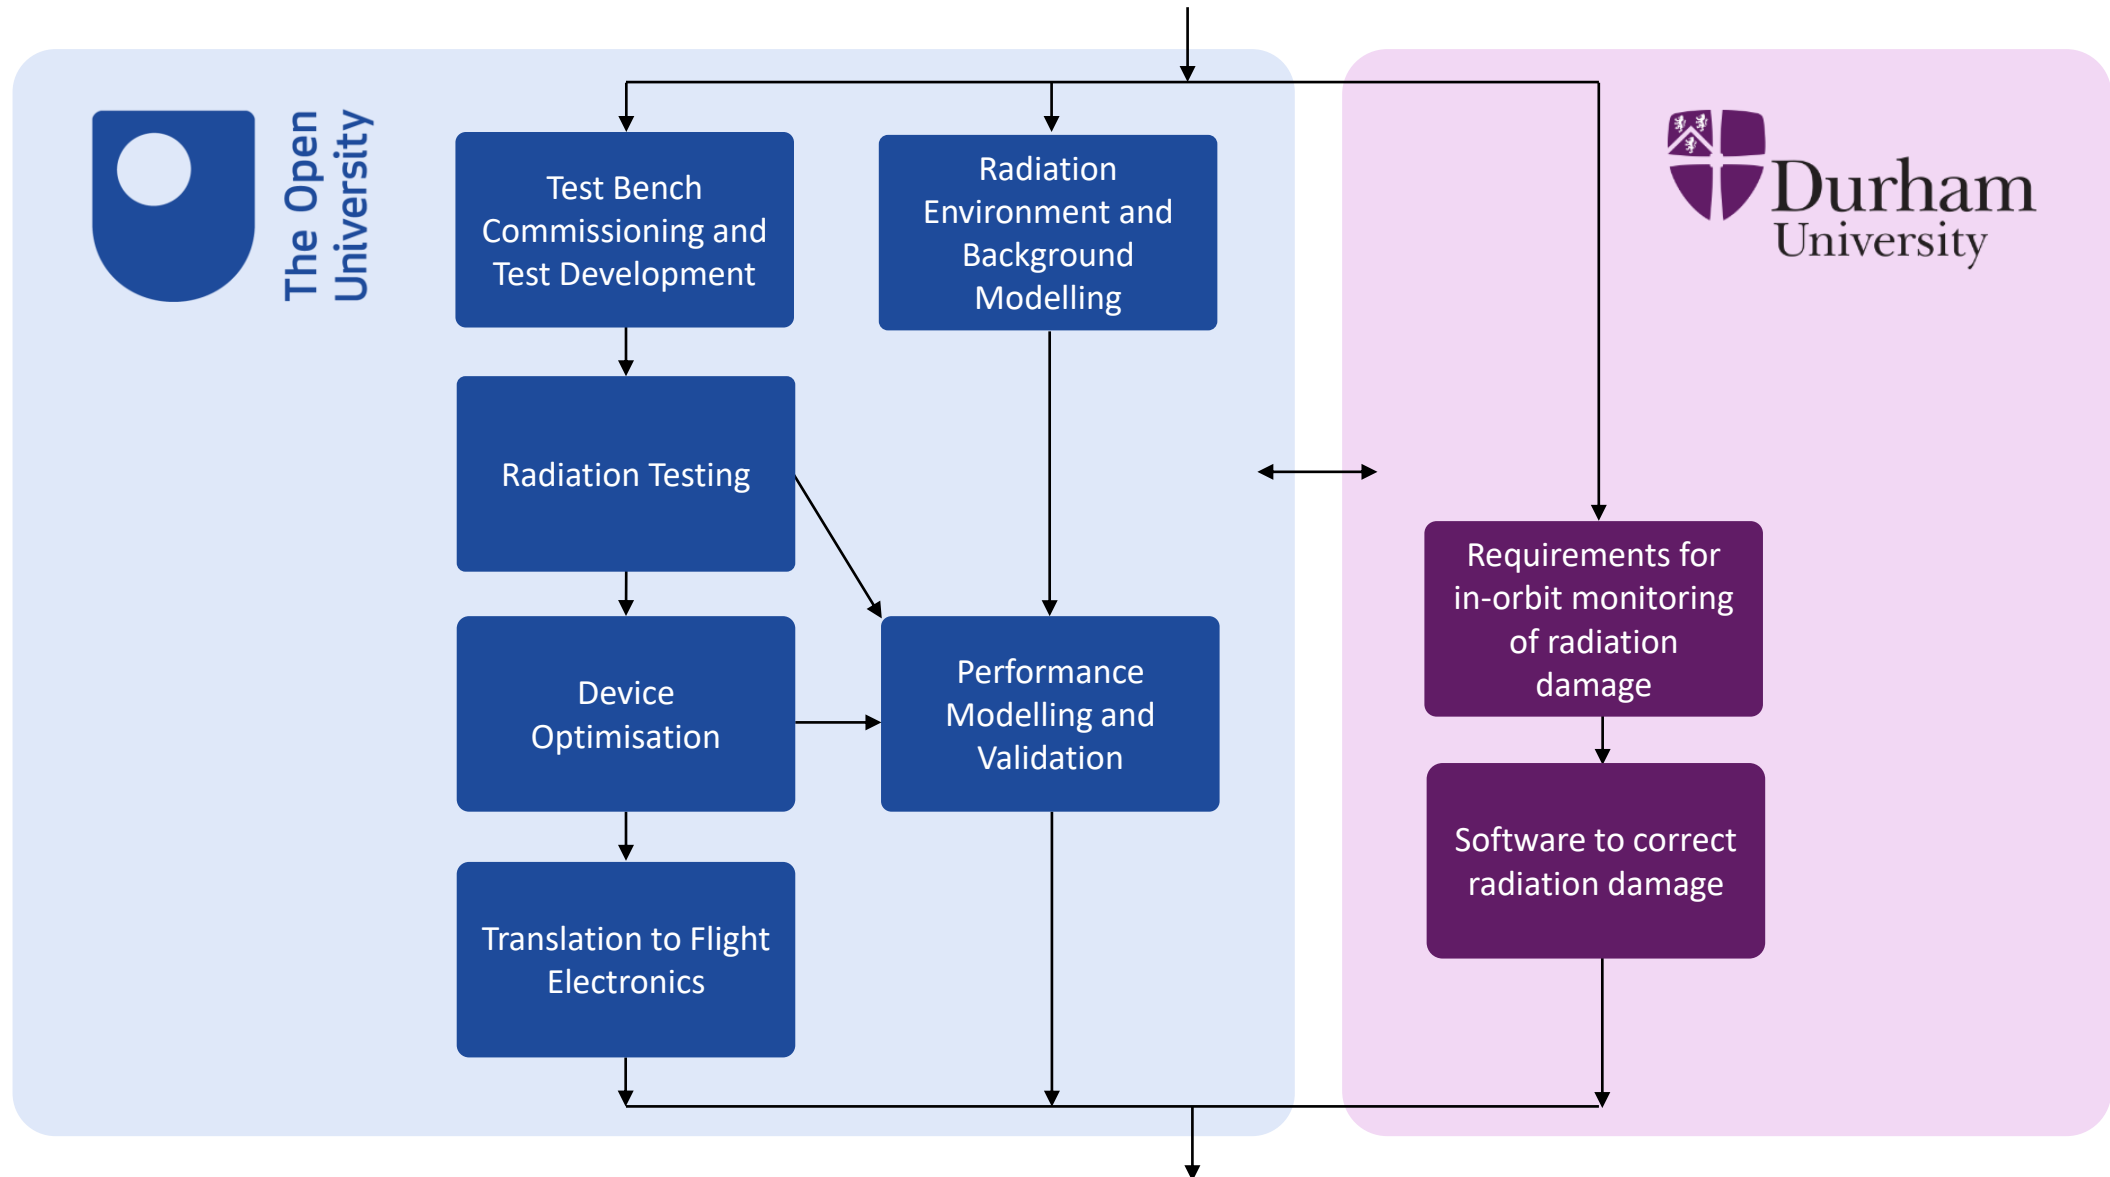 The Open
University
Test Bench
Commissioning and
Test Development
Radiation
Environment and
Background
Modelling
Durham
University
Radiation Testing
Device
Optimisation
Performance
Modelling and
Validation
Requirements for
in-orbit monitoring
of radiation
damage
Translation to Flight
Electronics
Software to correct
radiation damage